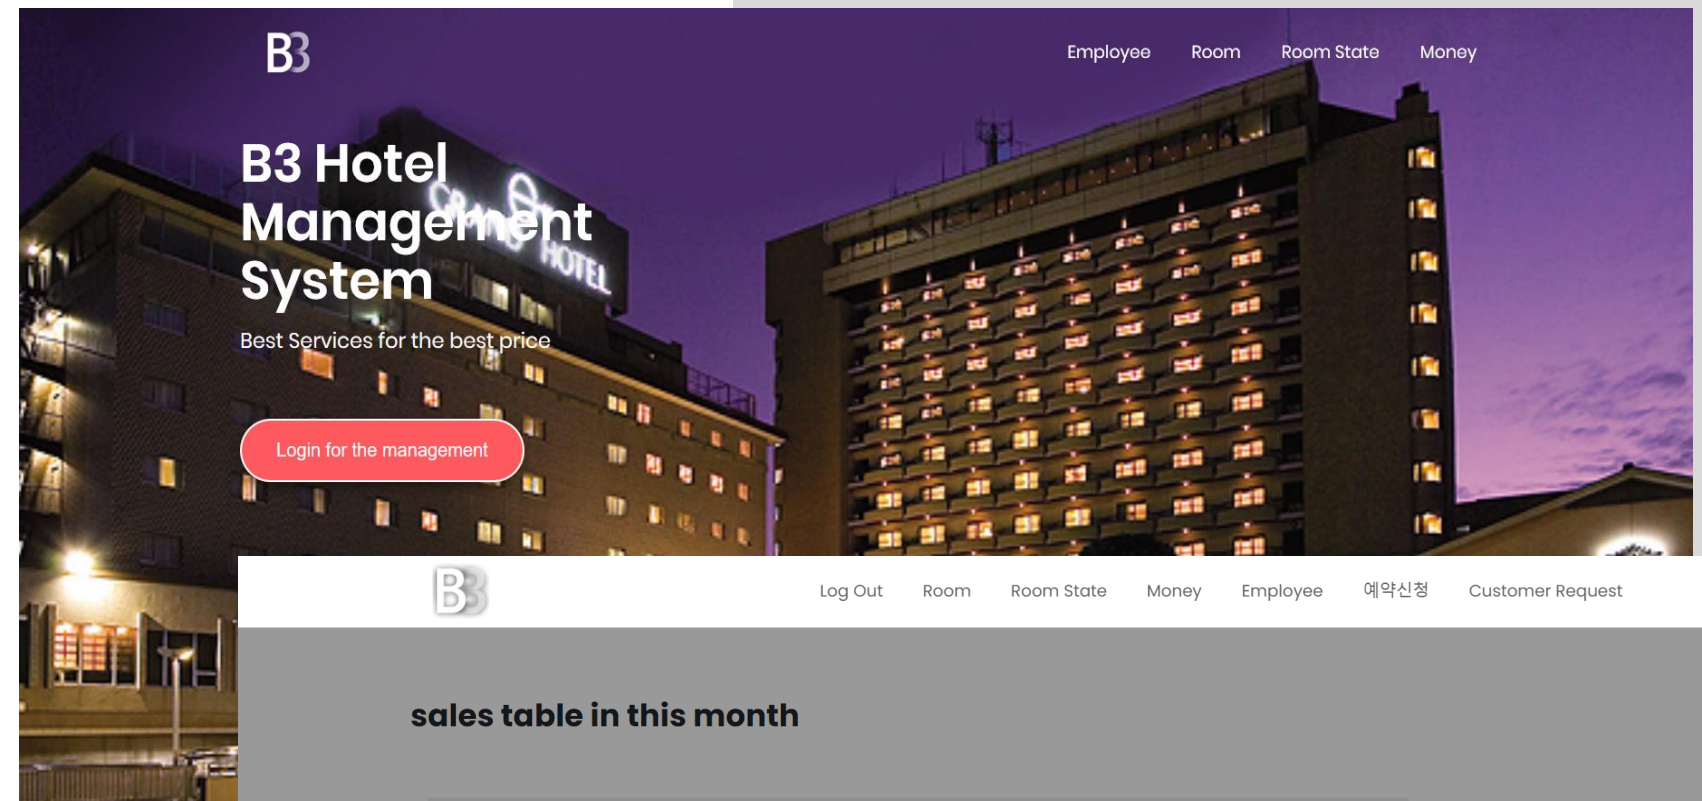 B3
Employee Room Room State Money
B3 Hotel
Management
System
GRAND HOTEL
Best Services for the best price
Login for the management
B3
Log Out Room Room State Money Employee 예약신청 Customer Request
sales table in this month